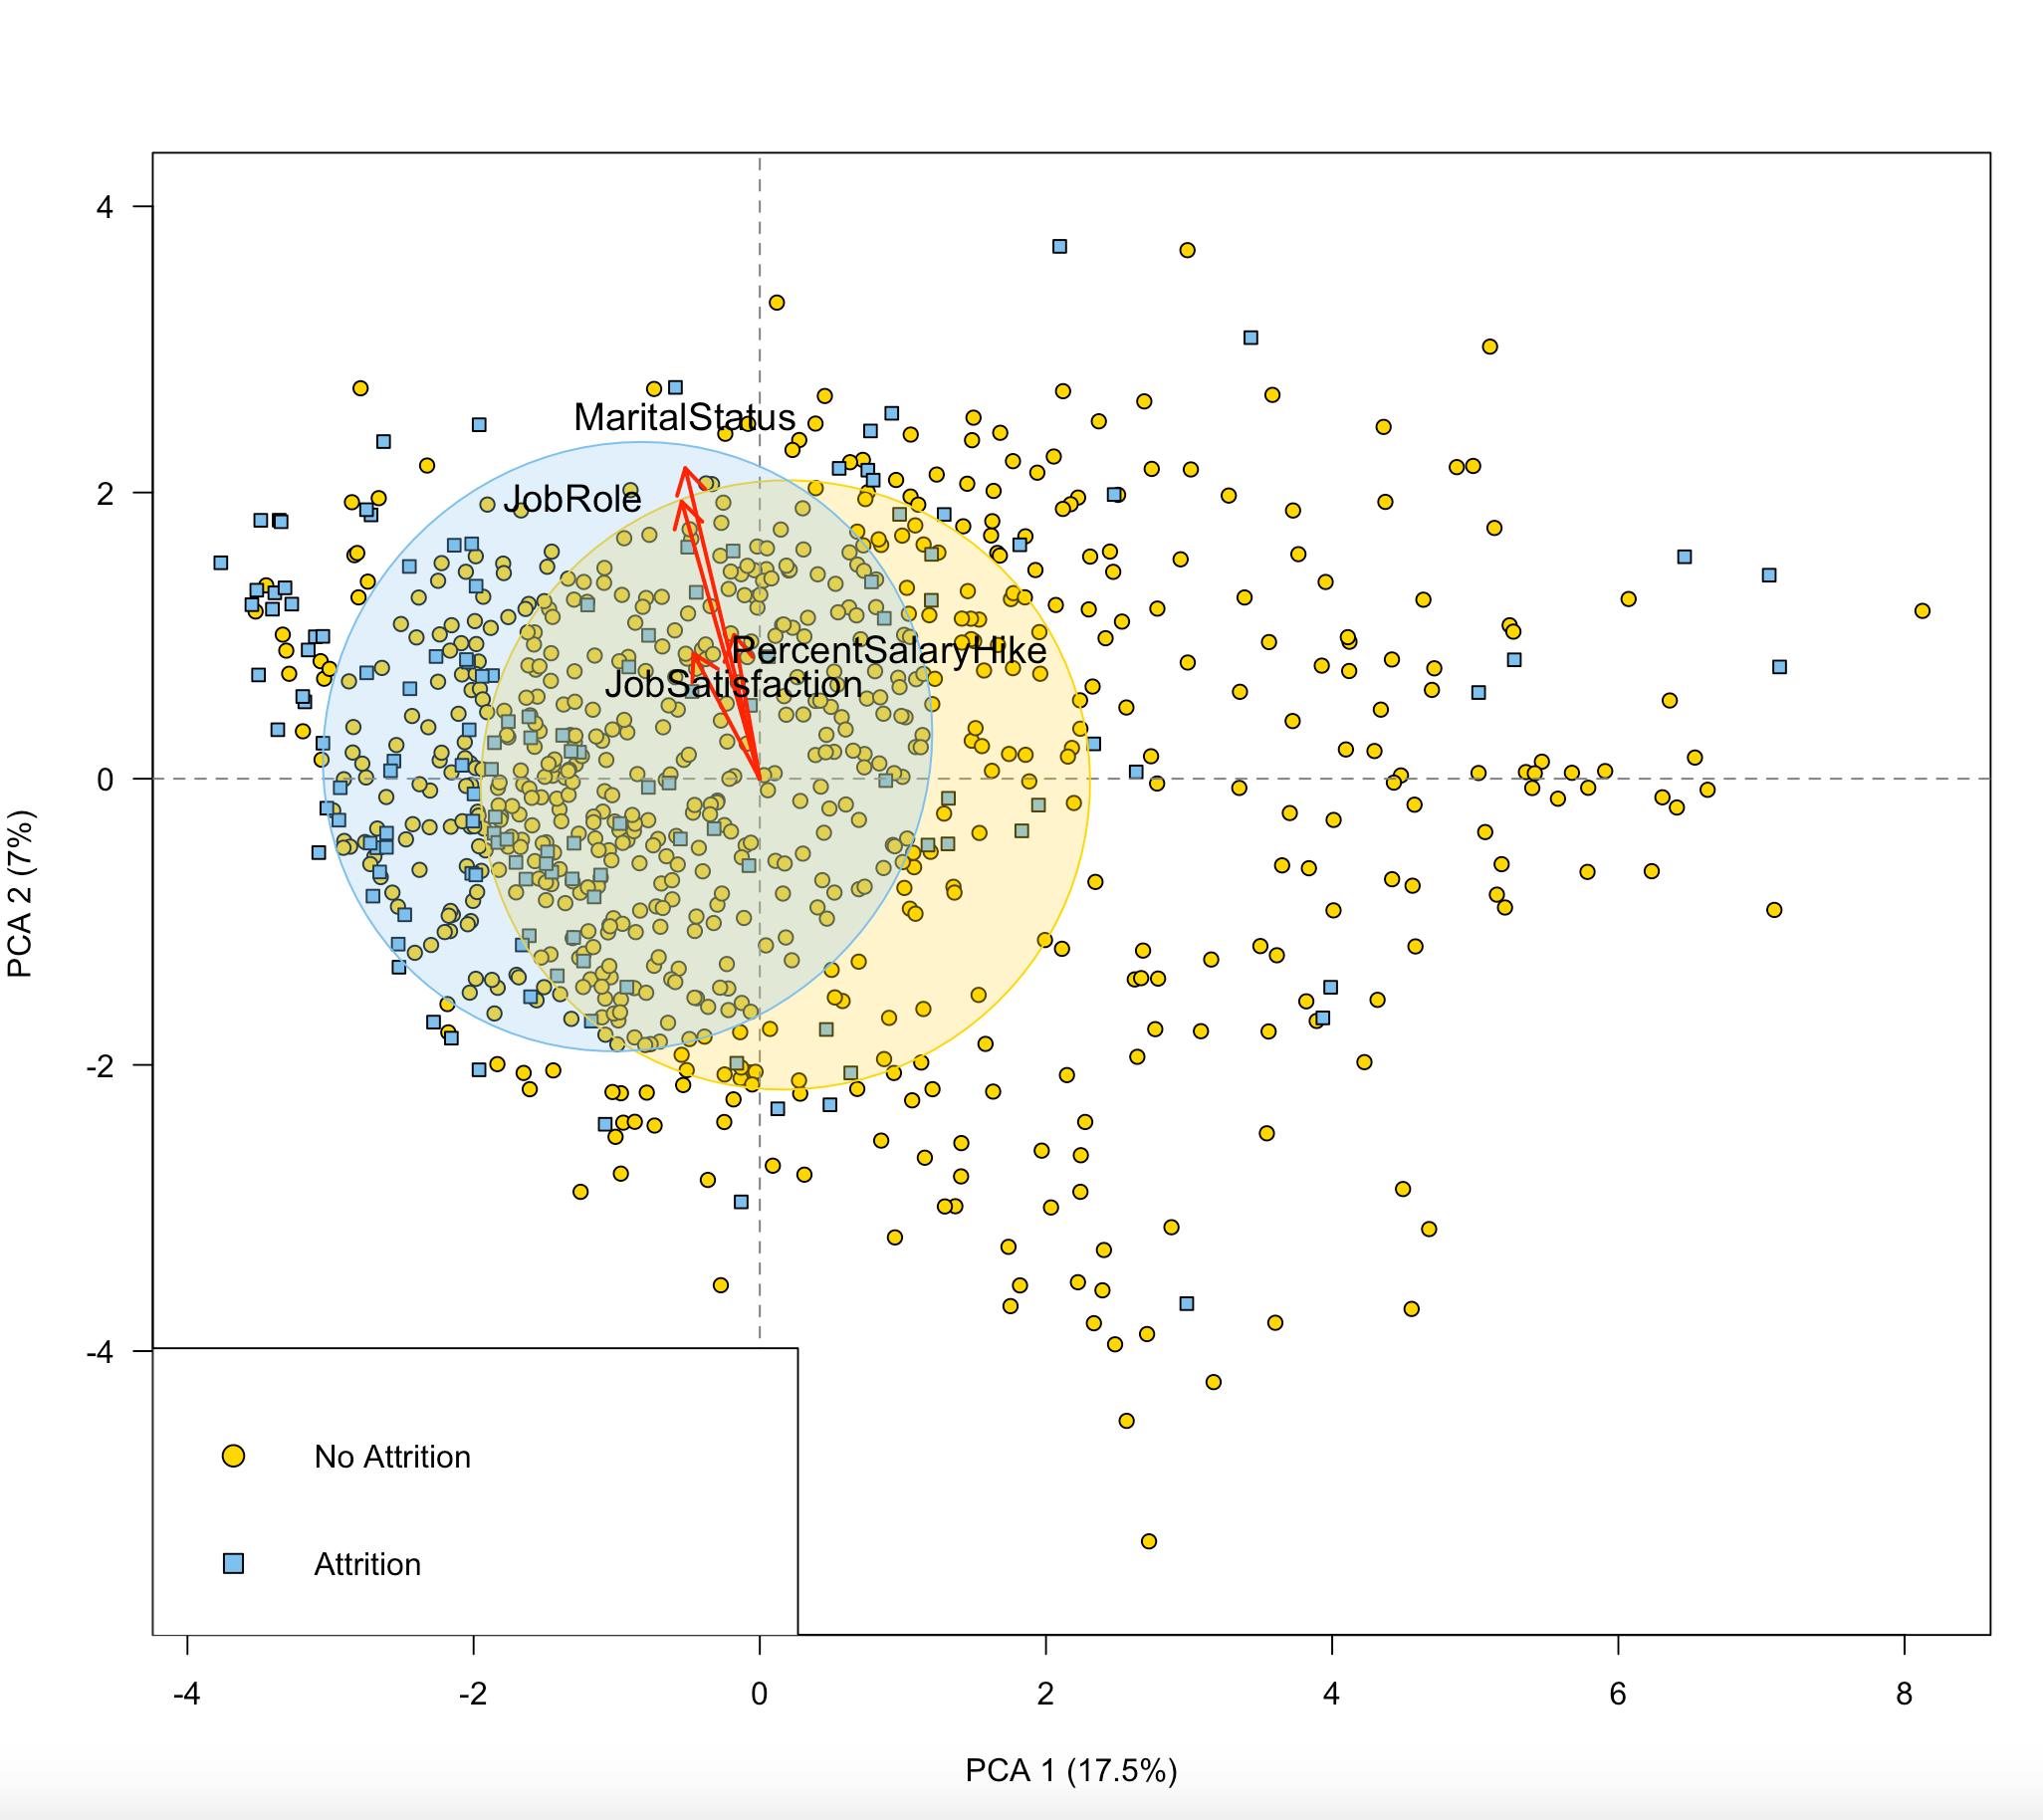 4
MaritalStatus
2
JobRole
PercentSalaryHike
JobSatisfaction
0
PCA 2 (7%)
-2
-4
No Attrition
Attrition
-4 -2 0 2 4 6 8
PCA 1 (17.5%)